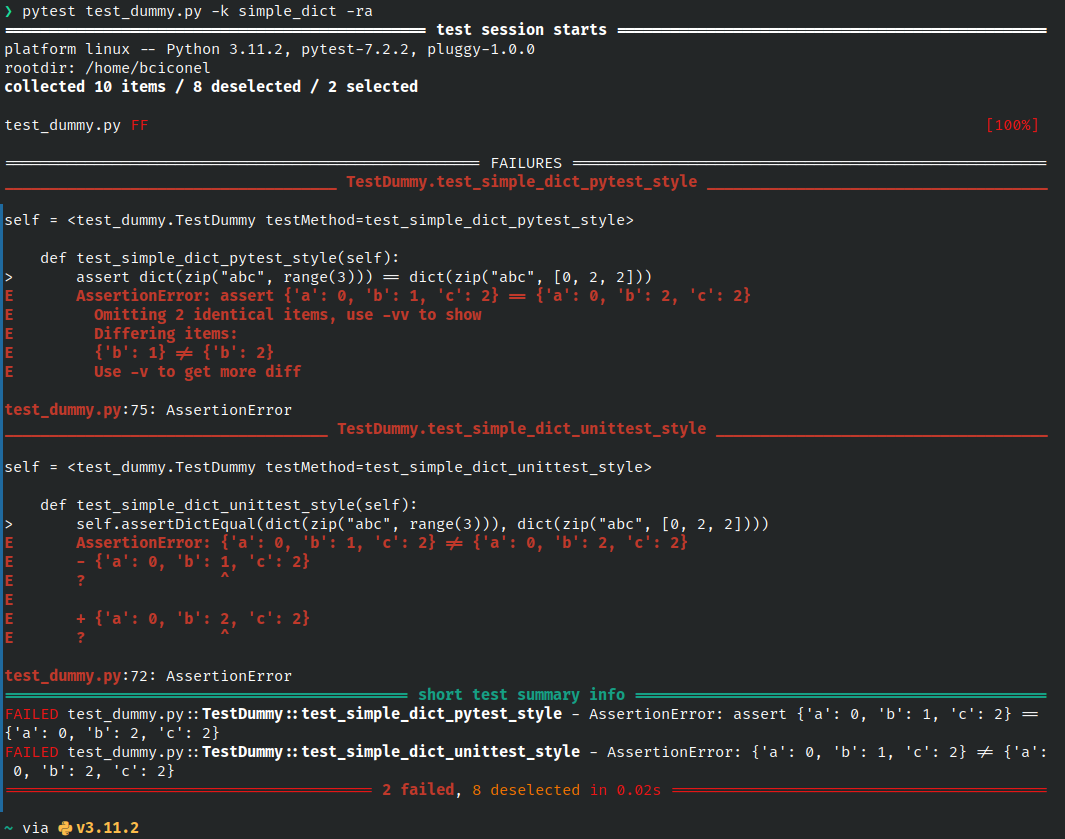 ❯ pytest test_dummy.py -k simple_dict -ra
test session starts
platform linux -- Python 3.11.2, pytest-7.2.2, pluggy-1.0.0
rootdir: /home/bciconel
collected 10 items / 8 deselected / 2 selected
test_dummy.py FF [100%]
FAILURES
TestDummy.test_simple_dict_pytest_style
self = <test_dummy.TestDummy testMethod=test_simple_dict_pytest_style>
def test_simple_dict_pytest_style(self):
> assert dict(zip("abc", range(3))) == dict(zip("abc", [0, 2, 2]))
E AssertionError: assert {'a': 0, 'b': 1, 'c': 2} == {'a': 0, 'b': 2, 'c': 2}
E Omitting 2 identical items, use -vv to show
E Differing items:
E {'b': 1} != {'b': 2}
E Use -v to get more diff
test_dummy.py:75: AssertionError
TestDummy.test_simple_dict_unittest_style
self = <test_dummy.TestDummy testMethod=test_simple_dict_unittest_style>
def test_simple_dict_unittest_style(self):
> self.assertDictEqual(dict(zip("abc", range(3))), dict(zip("abc", [0, 2, 2])))
E AssertionError: {'a': 0, 'b': 1, 'c': 2} != {'a': 0, 'b': 2, 'c': 2}
E - {'a': 0, 'b': 1, 'c': 2}
E ? ^
E
E + {'a': 0, 'b': 2, 'c': 2}
E ? ^
test_dummy.py:72: AssertionError
short test summary info
FAILED test_dummy.py::TestDummy::test_simple_dict_pytest_style - AssertionError: assert {'a': 0, 'b': 1, 'c': 2} ==
{'a': 0, 'b': 2, 'c': 2}
FAILED test_dummy.py::TestDummy::test_simple_dict_unittest_style - AssertionError: {'a': 0, 'b': 1, 'c': 2} != {'a':
0, 'b': 2, 'c': 2}
2 failed, 8 deselected in 0.02s
~ via v3.11.2